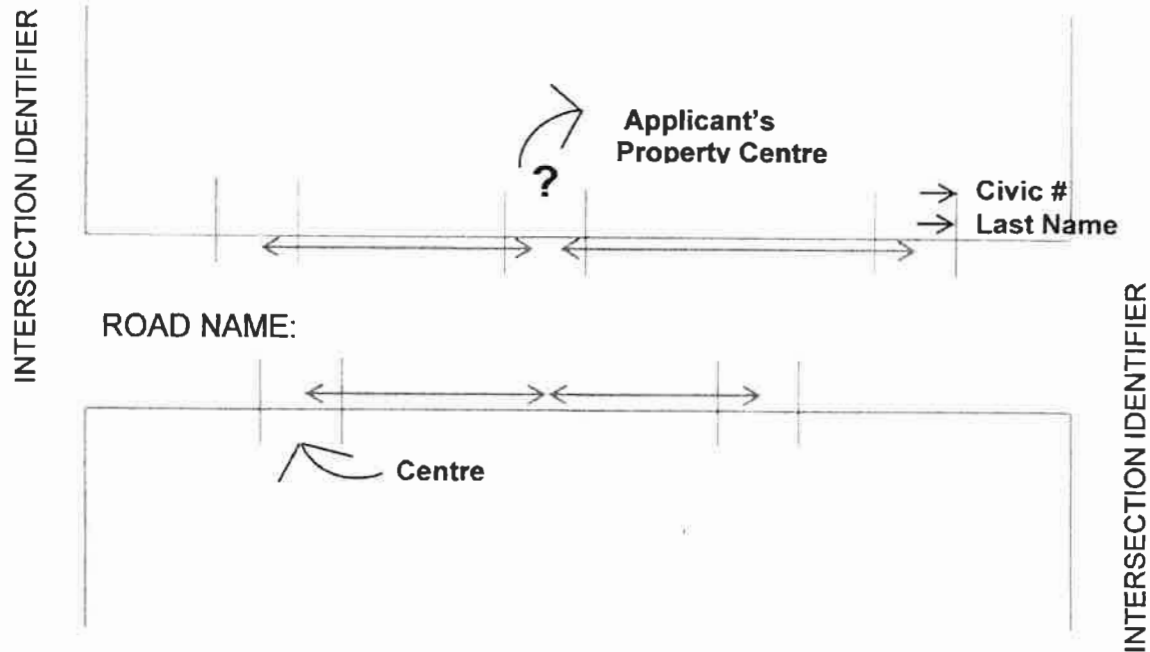 INTERSECTION IDENTIFIER
Applicant's
Property Centre
?
Civic #
Last Name
ROAD NAME:
Centre
INTERSECTION IDENTIFIER